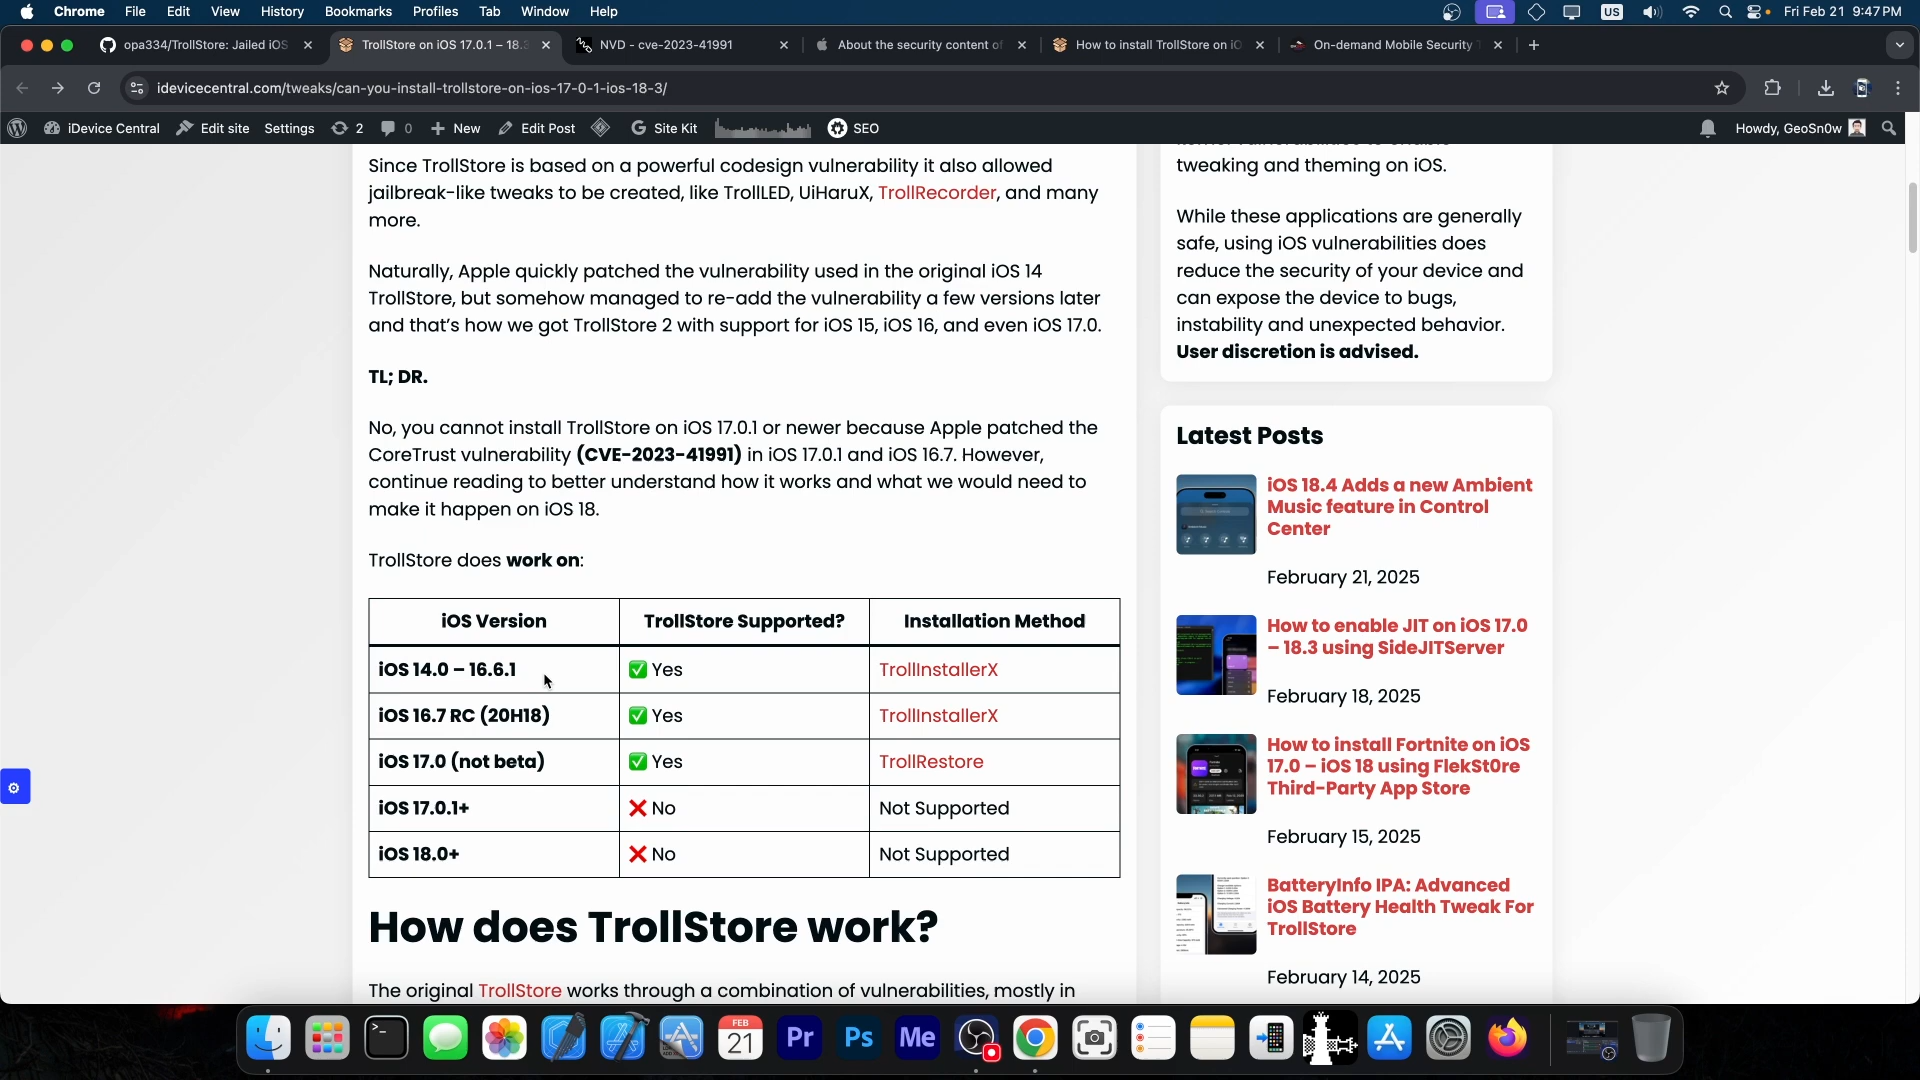 Chrome File Edit View History Bookmarks Profiles Tab Window Help US Fri Feb 21 9:47 PM
opa334/TrollStore: Jailed iOS TrollStore on iOS 17.0.1 – 18.3 NVD - cve-2023-41991 About the security content of How to install TrollStore on iO On-demand Mobile Security
idevicecentral.com/tweaks/can-you-install-trollstore-on-ios-17-0-1-ios-18-3/
iDevice Central Edit site Settings 2 0 New Edit Post Site Kit SEO Howdy, GeoSn0w
Since TrollStore is based on a powerful codesign vulnerability it also allowed
jailbreak-like tweaks to be created, like TrollLED, UiHaruX, TrollRecorder, and many
more.
Naturally, Apple quickly patched the vulnerability used in the original iOS 14
TrollStore, but somehow managed to re-add the vulnerability a few versions later
and that's how we got TrollStore 2 with support for iOS 15, iOS 16, and even iOS 17.0.
TL; DR.
No, you cannot install TrollStore on iOS 17.0.1 or newer because Apple patched the
CoreTrust vulnerability (CVE-2023-41991) in iOS 17.0.1 and iOS 16.7. However,
continue reading to better understand how it works and what we would need to
make it happen on iOS 18.
TrollStore does work on:
iOS Version TrollStore Supported? Installation Method
iOS 14.0 – 16.6.1 ✅ Yes TrollInstallerX
iOS 16.7 RC (20H18) ✅ Yes TrollInstallerX
iOS 17.0 (not beta) ✅ Yes TrollRestore
iOS 17.0.1+ ❌ No Not Supported
iOS 18.0+ ❌ No Not Supported
How does TrollStore work?
The original TrollStore works through a combination of vulnerabilities, mostly in
tweaking and theming on iOS.
While these applications are generally
safe, using iOS vulnerabilities does
reduce the security of your device and
can expose the device to bugs,
instability and unexpected behavior.
User discretion is advised.
Latest Posts
iOS 18.4 Adds a new Ambient
Music feature in Control
Center
February 21, 2025
How to enable JIT on iOS 17.0
– 18.3 using SideJITServer
February 18, 2025
How to install Fortnite on iOS
17.0 – iOS 18 using FlekSt0re
Third-Party App Store
February 15, 2025
BatteryInfo IPA: Advanced
iOS Battery Health Tweak For
TrollStore
February 14, 2025
FEB
21
Pr Ps Me